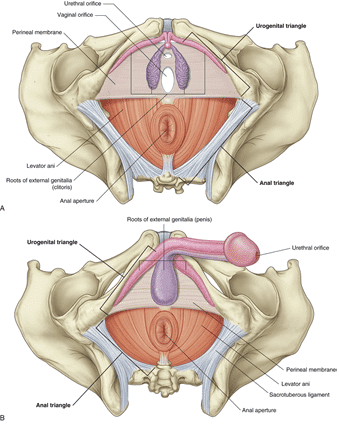 Urethral orifice
Vaginal orifice
Urogenital triangle
Perineal membrane
Levator ani
Roots of external genitalia
(clitoris)
Anal triangle
Anal aperture
A
Roots of external genitalia (penis)
Urogenital triangle
Urethral orifice
Perineal membrane
Levator ani
Sacrotuberous ligament
Anal triangle
Anal aperture
B